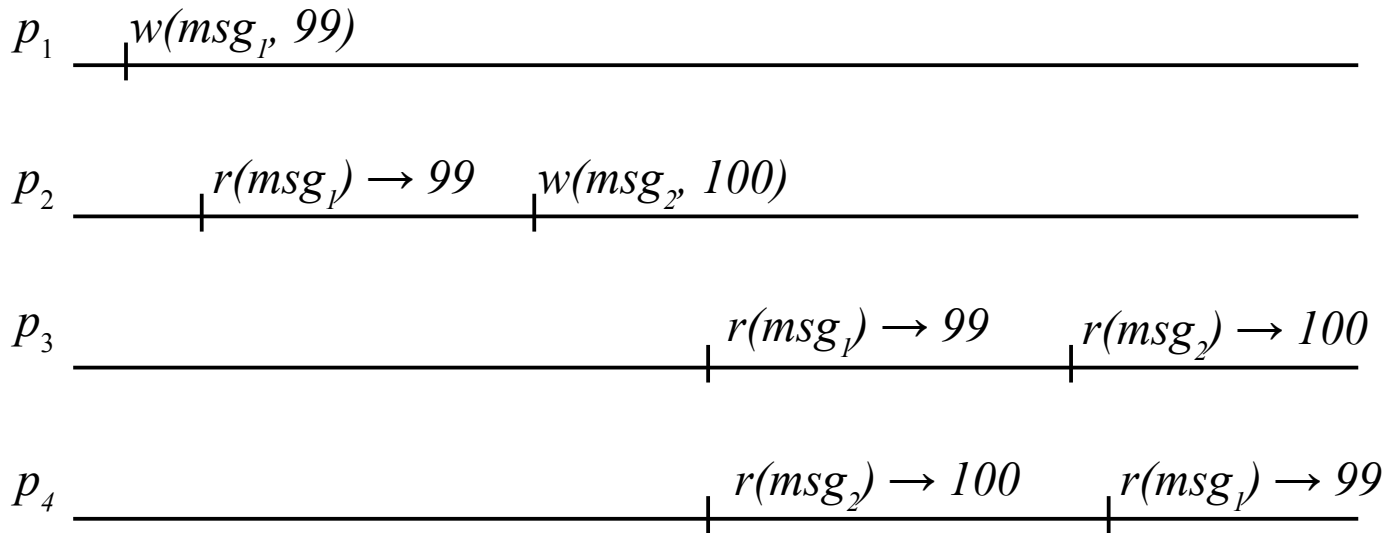 p₁ w(msg₁, 99)
p₂ r(msg₁) → 99 w(msg₂, 100)
p₃ r(msg₁) → 99 r(msg₂) → 100
p₄ r(msg₂) → 100 r(msg₁) → 99